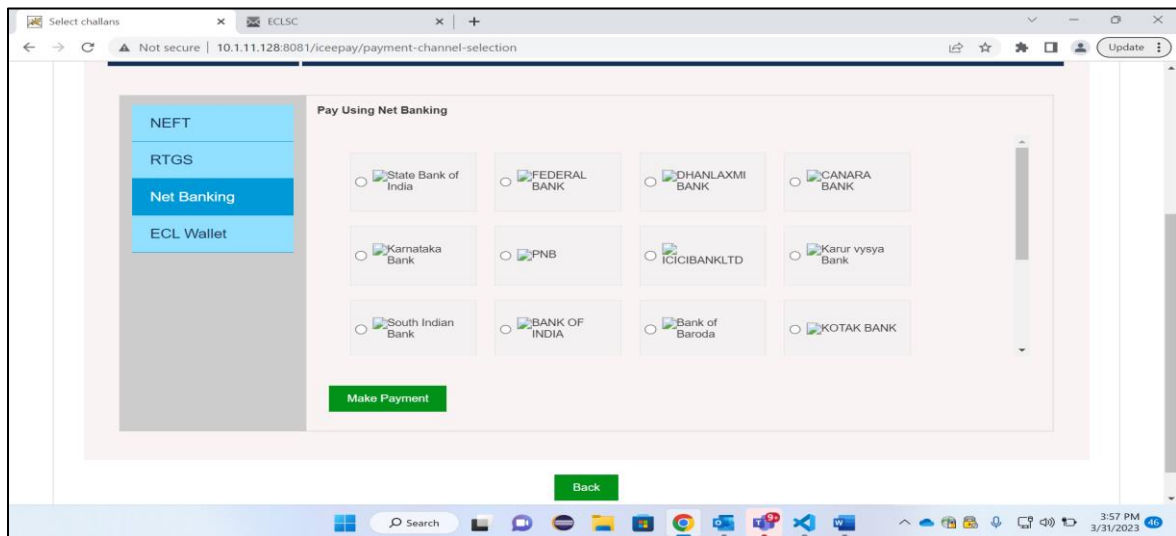 Select challans
ECLSC
Not secure | 10.1.11.128:8081/iceepay/payment-channel-selection
Update
NEFT
RTGS
Net Banking
ECL Wallet
Pay Using Net Banking
State Bank of
India
FEDERAL
BANK
DHANLAXMI
BANK
CANARA
BANK
Karnataka
Bank
PNB
ICICIBANKLTD
Karur vysya
Bank
South Indian
Bank
BANK OF
INDIA
Bank of
Baroda
KOTAK BANK
Make Payment
Back
Search
9+
3:57 PM
3/31/2023
46